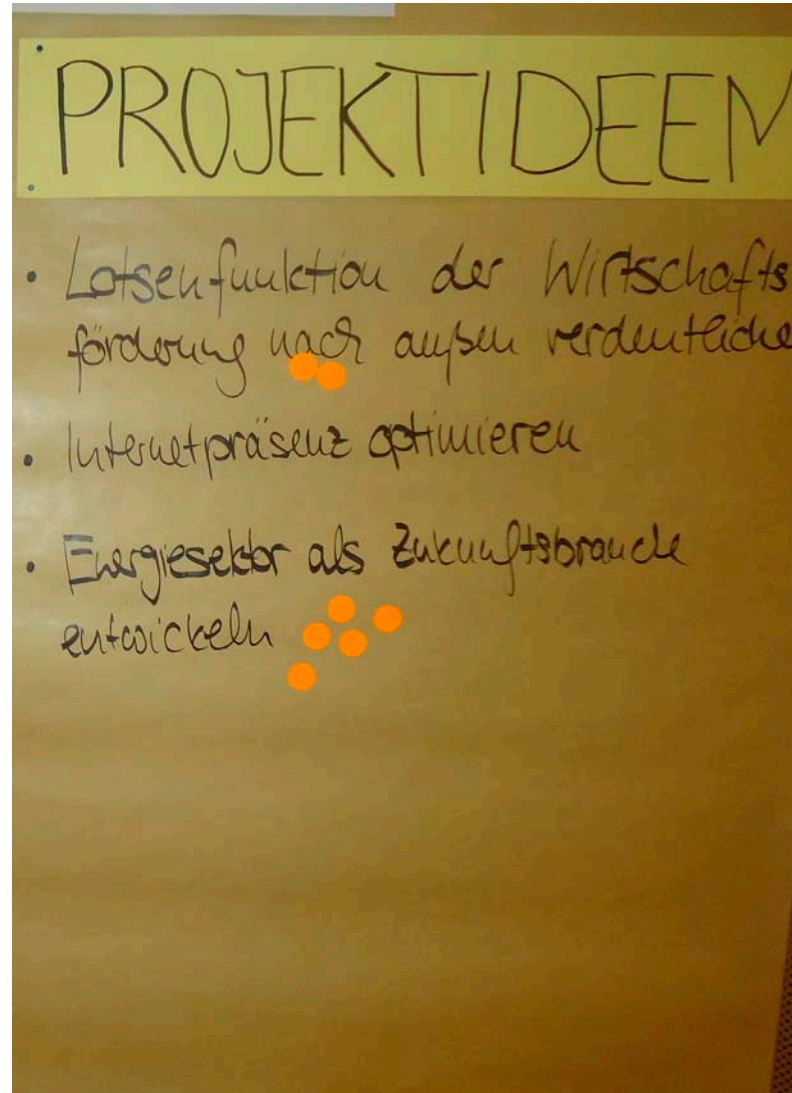 PROJEKTIDEEN
• Lotsenfunktion der Wirtschafts
förderung nach außen verdeutliche
• Internetpräsenz optimieren
• Energiesektor als Zukunftsbranche
entwickeln